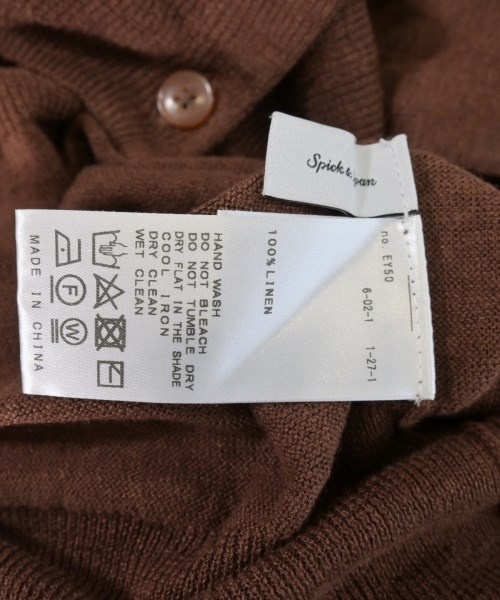 Spick & Span
no. EY50
6-02-1
1-27-1
100% LINEN
HAND WASH
DO NOT BLEACH
DO NOT TUMBLE DRY
DRY FLAT IN THE SHADE
COOL IRON
DRY CLEAN
WET CLEAN
MADE IN CHINA